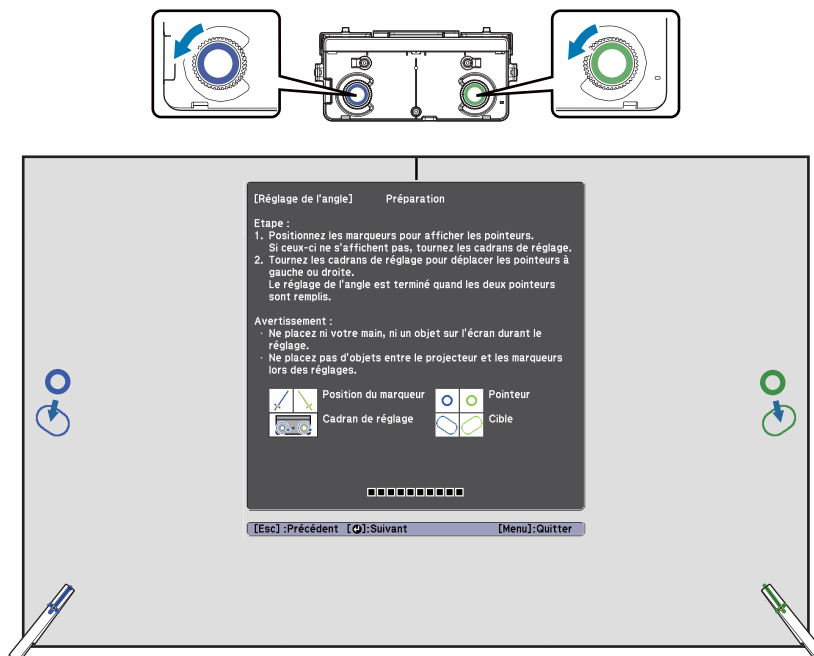 [Réglage de l'angle] Préparation
Etape :
1. Positionnez les marqueurs pour afficher les pointeurs.
Si ceux-ci ne s'affichent pas, tournez les cadrans de réglage.
2. Tournez les cadrans de réglage pour déplacer les pointeurs à
gauche ou droite.
Le réglage de l'angle est terminé quand les deux pointeurs
sont remplis.
Avertissement :
· Ne placez ni votre main, ni un objet sur l'écran durant le
réglage.
· Ne placez pas d'objets entre le projecteur et les marqueurs
lors des réglages.
Position du marqueur Pointeur
Cadran de réglage Cible
[Esc] :Précédent [↵]:Suivant [Menu]:Quitter